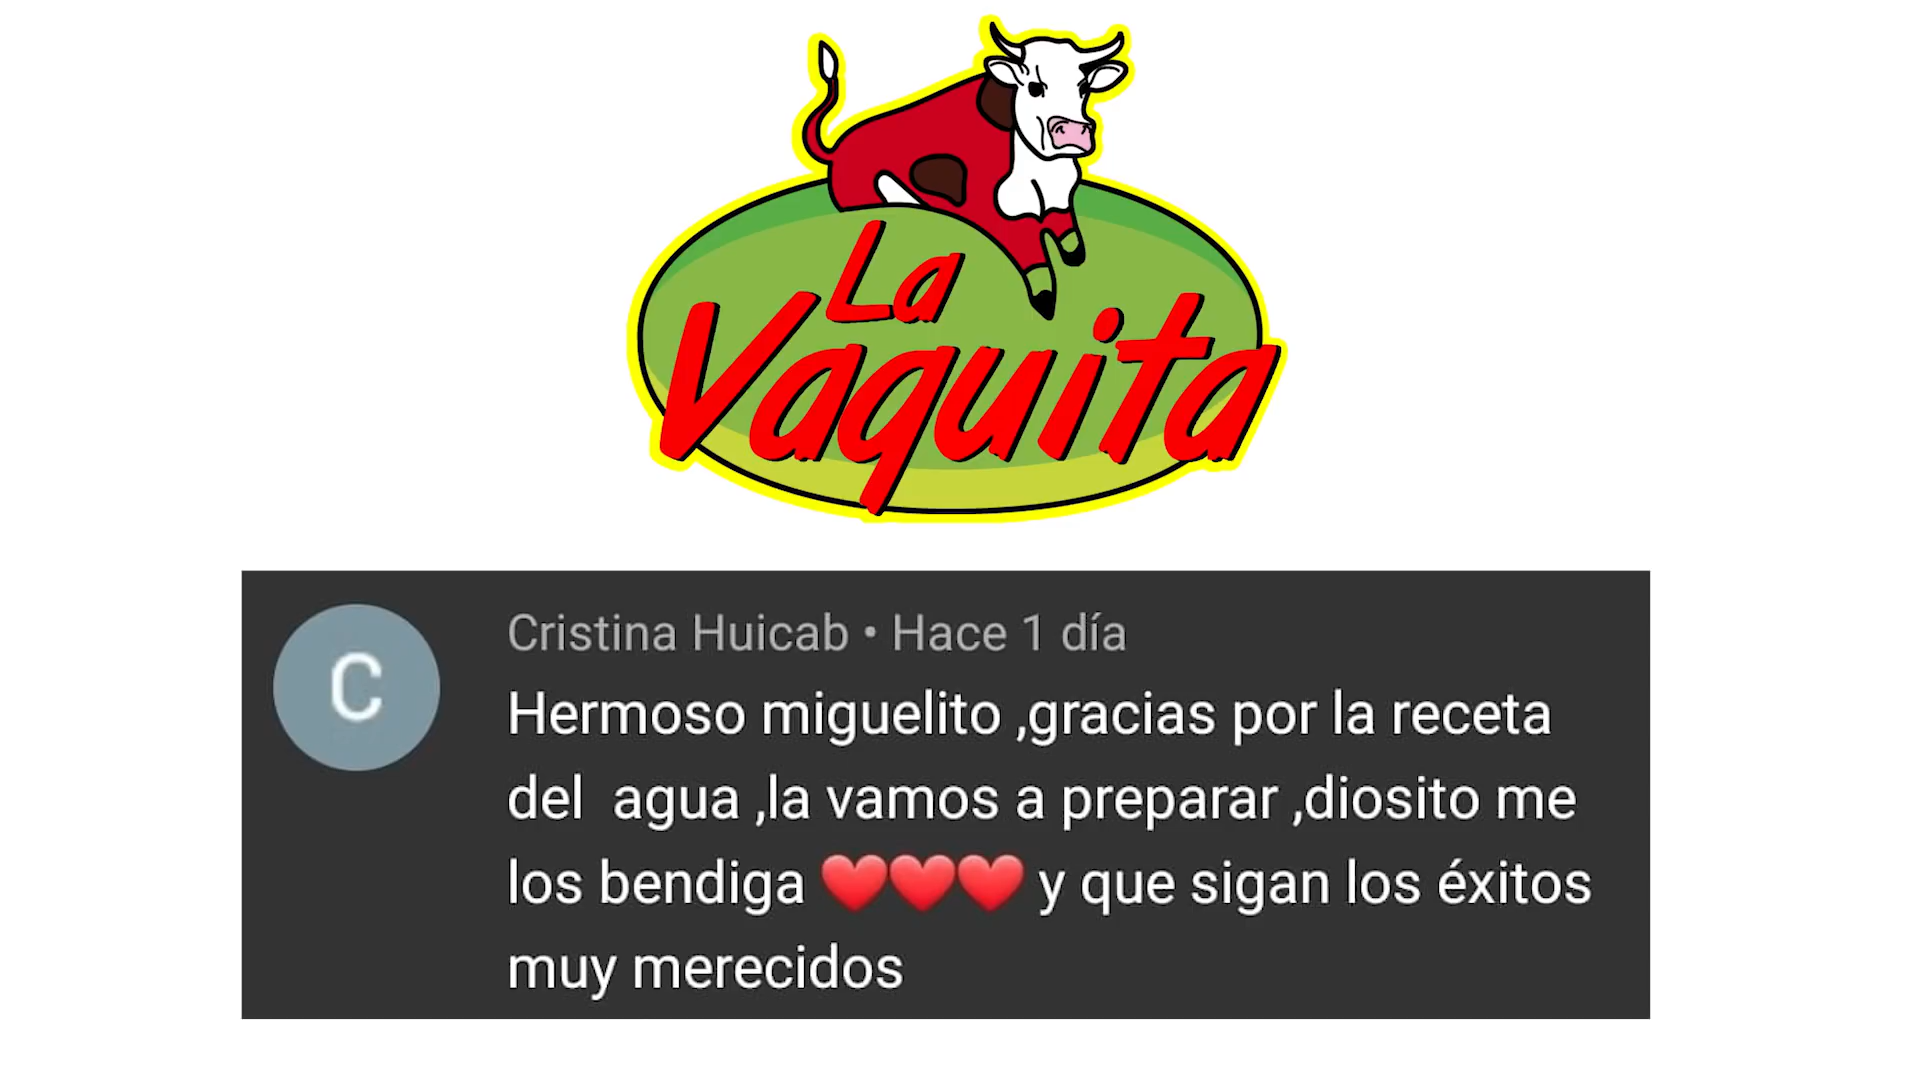 La
Vaquita
C
Cristina Huicab • Hace 1 día
Hermoso miguelito ,gracias por la receta
del  agua ,la vamos a preparar ,diosito me
los bendiga ❤️❤️❤️ y que sigan los éxitos
muy merecidos